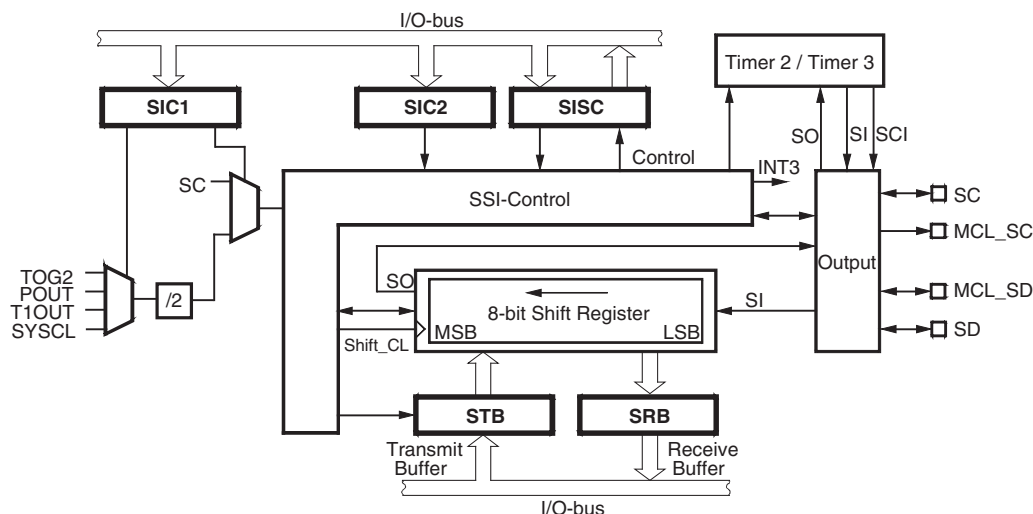 I/O-bus
Timer 2 / Timer 3
SIC1
SIC2
SISC
SO
SI
SCI
Control
INT3
SC
SSI-Control
SC
MCL_SC
Output
TOG2
POUT
T1OUT
SYSCL
/2
SO
SI
8-bit Shift Register
MSB
LSB
MCL_SD
SD
Shift_CL
STB
SRB
Transmit
Buffer
Receive
Buffer
I/O-bus